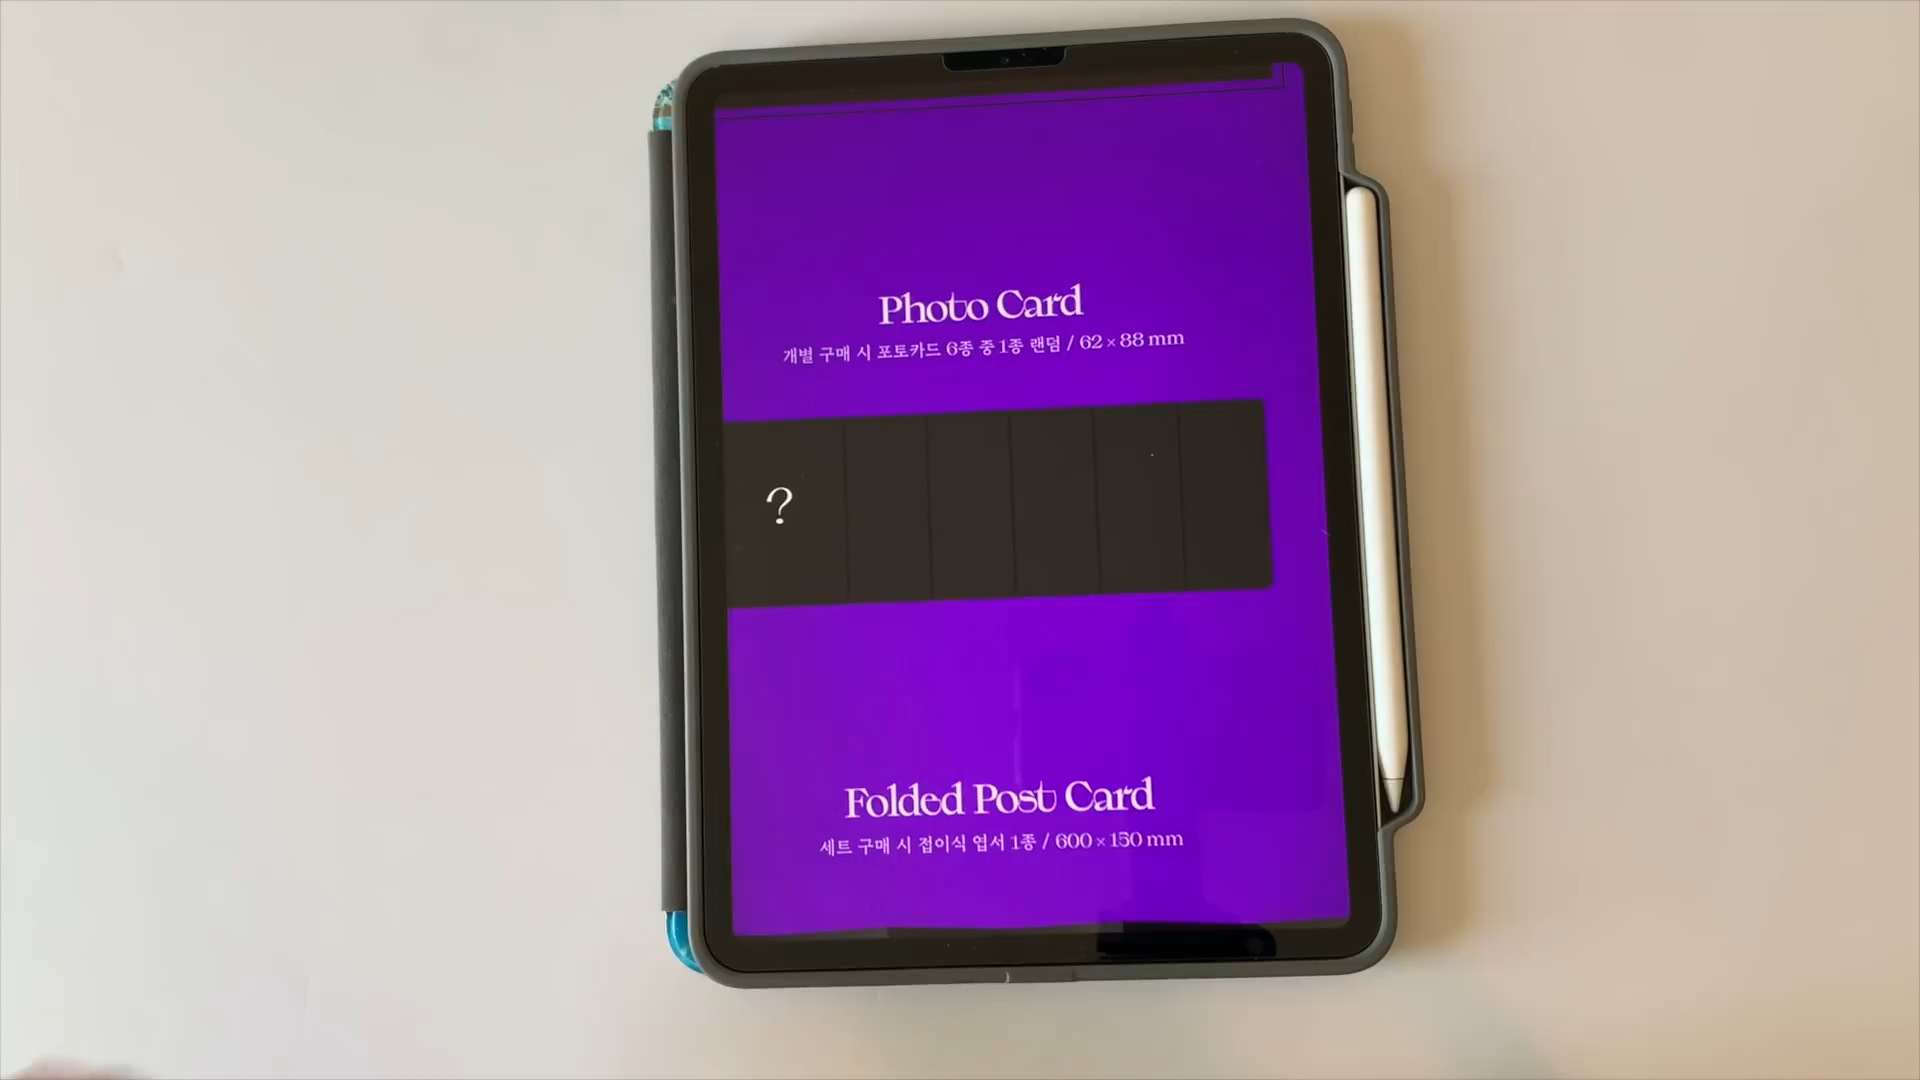 Photo Card
개별 구매 시 포토카드 6종 중 1종 랜덤 / 62 × 88 mm
?
Folded Post Card
세트 구매 시 접이식 엽서 1종 / 600 × 150 mm